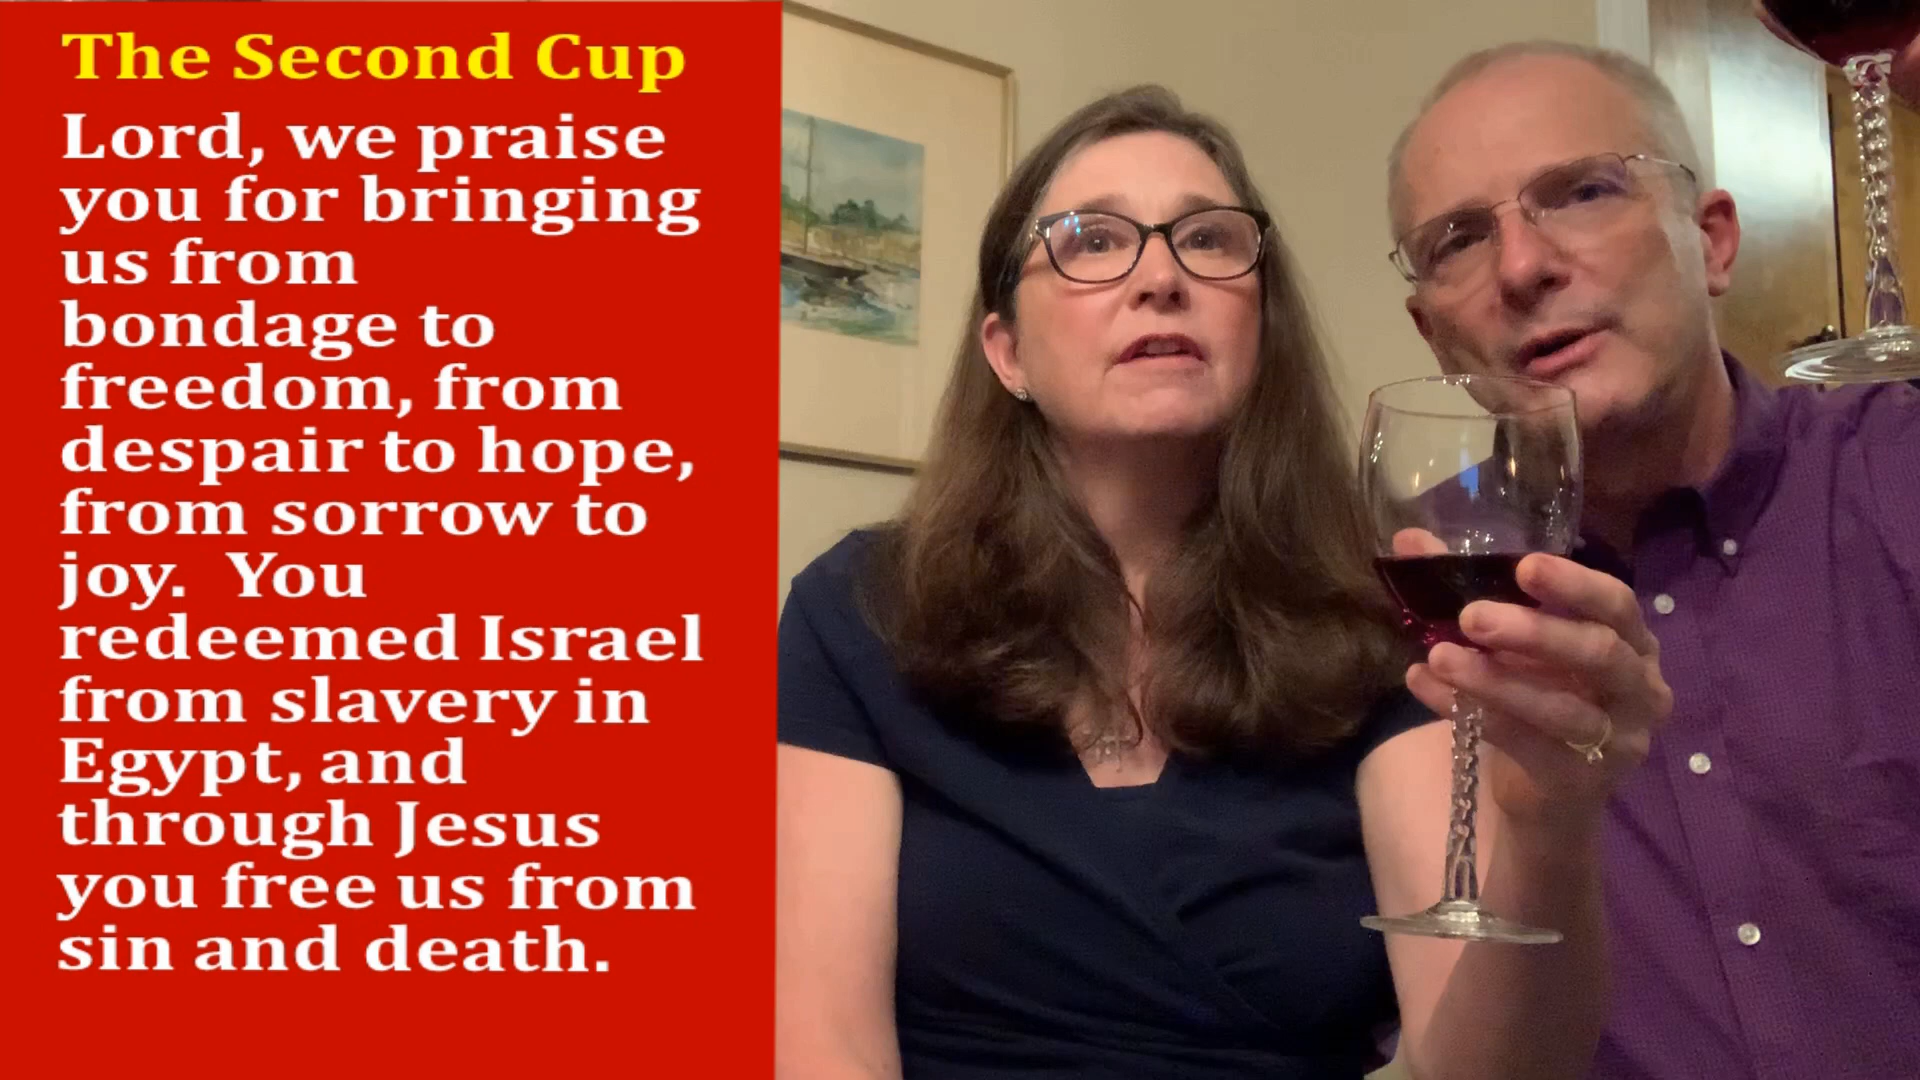 The Second Cup
Lord, we praise
you for bringing
us from
bondage to
freedom, from
despair to hope,
from sorrow to
joy.  You
redeemed Israel
from slavery in
Egypt, and
through Jesus
you free us from
sin and death.